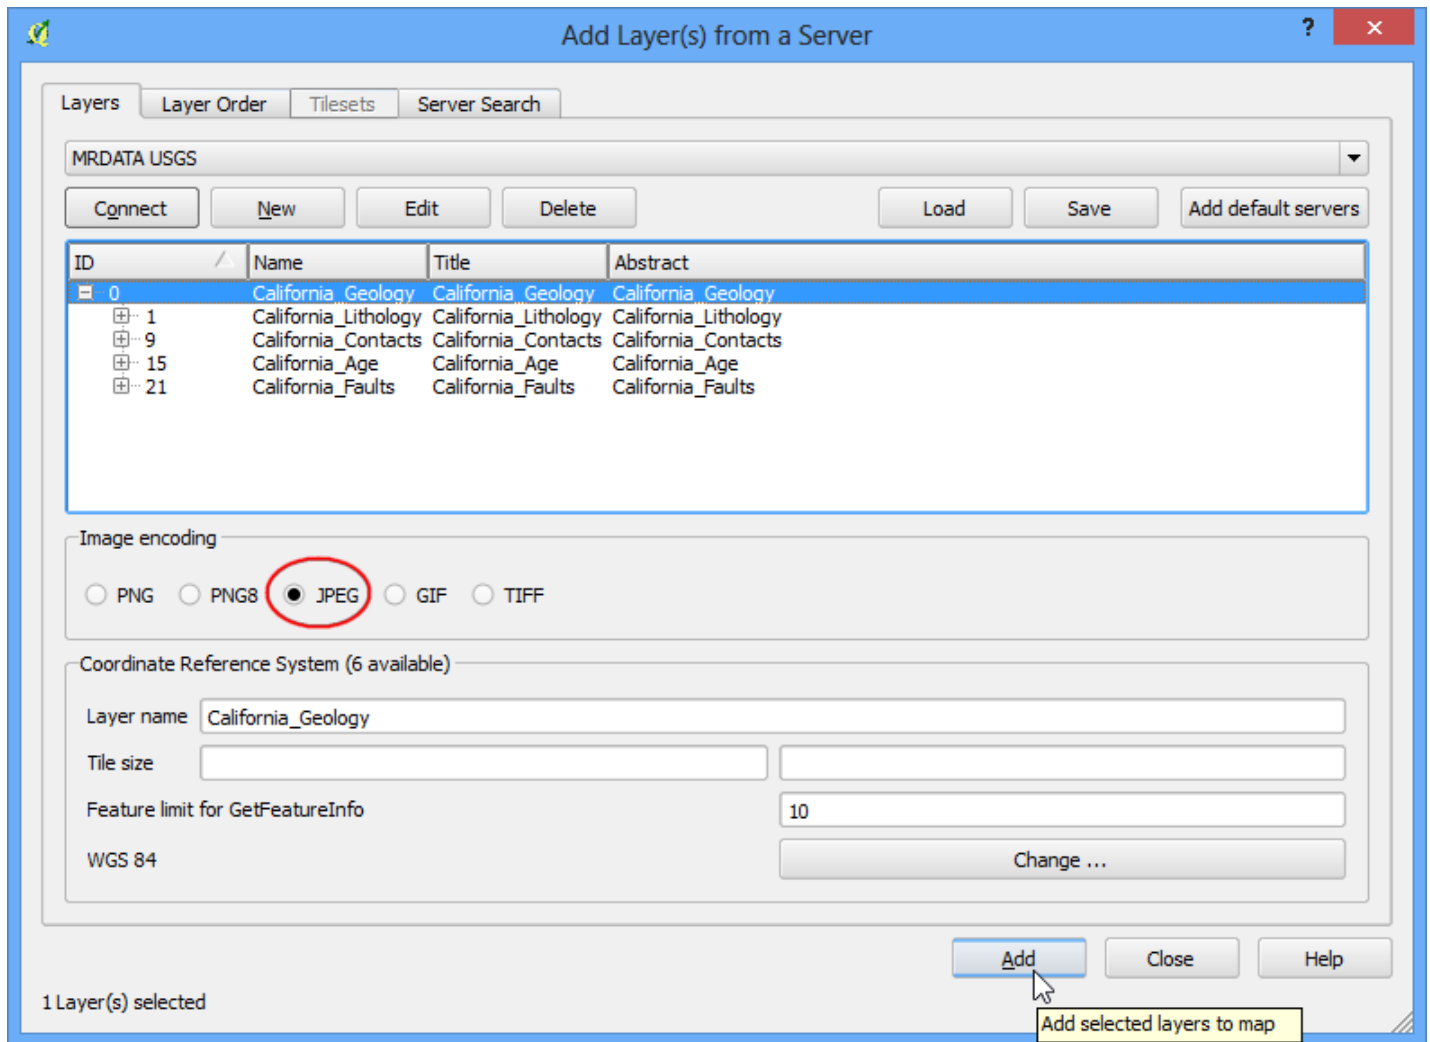 Add Layer(s) from a Server
?
Layers Layer Order Tilesets Server Search
MRDATA USGS
Connect New Edit Delete Load Save Add default servers
ID Name Title Abstract
0 California_Geology California_Geology California_Geology
1 California_Lithology California_Lithology California_Lithology
9 California_Contacts California_Contacts California_Contacts
15 California_Age California_Age California_Age
21 California_Faults California_Faults California_Faults
Image encoding
PNG PNG8 JPEG GIF TIFF
Coordinate Reference System (6 available)
Layer name California_Geology
Tile size
Feature limit for GetFeatureInfo 10
WGS 84 Change ...
Add Close Help
1 Layer(s) selected
Add selected layers to map